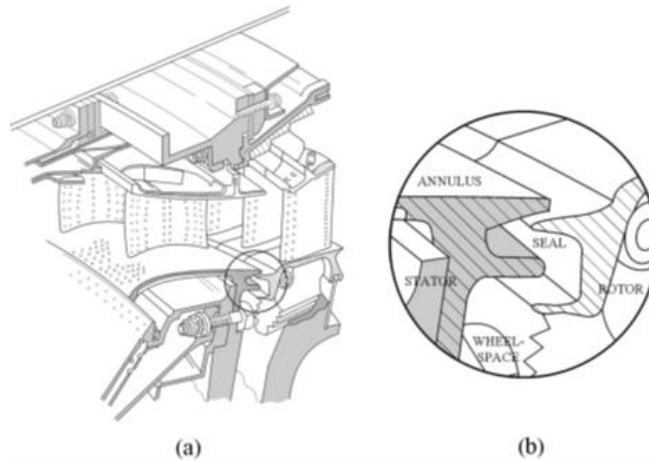 ANNULUS
SEAL
STATOR
ROTOR
WHEEL-
SPACE
(a)
(b)